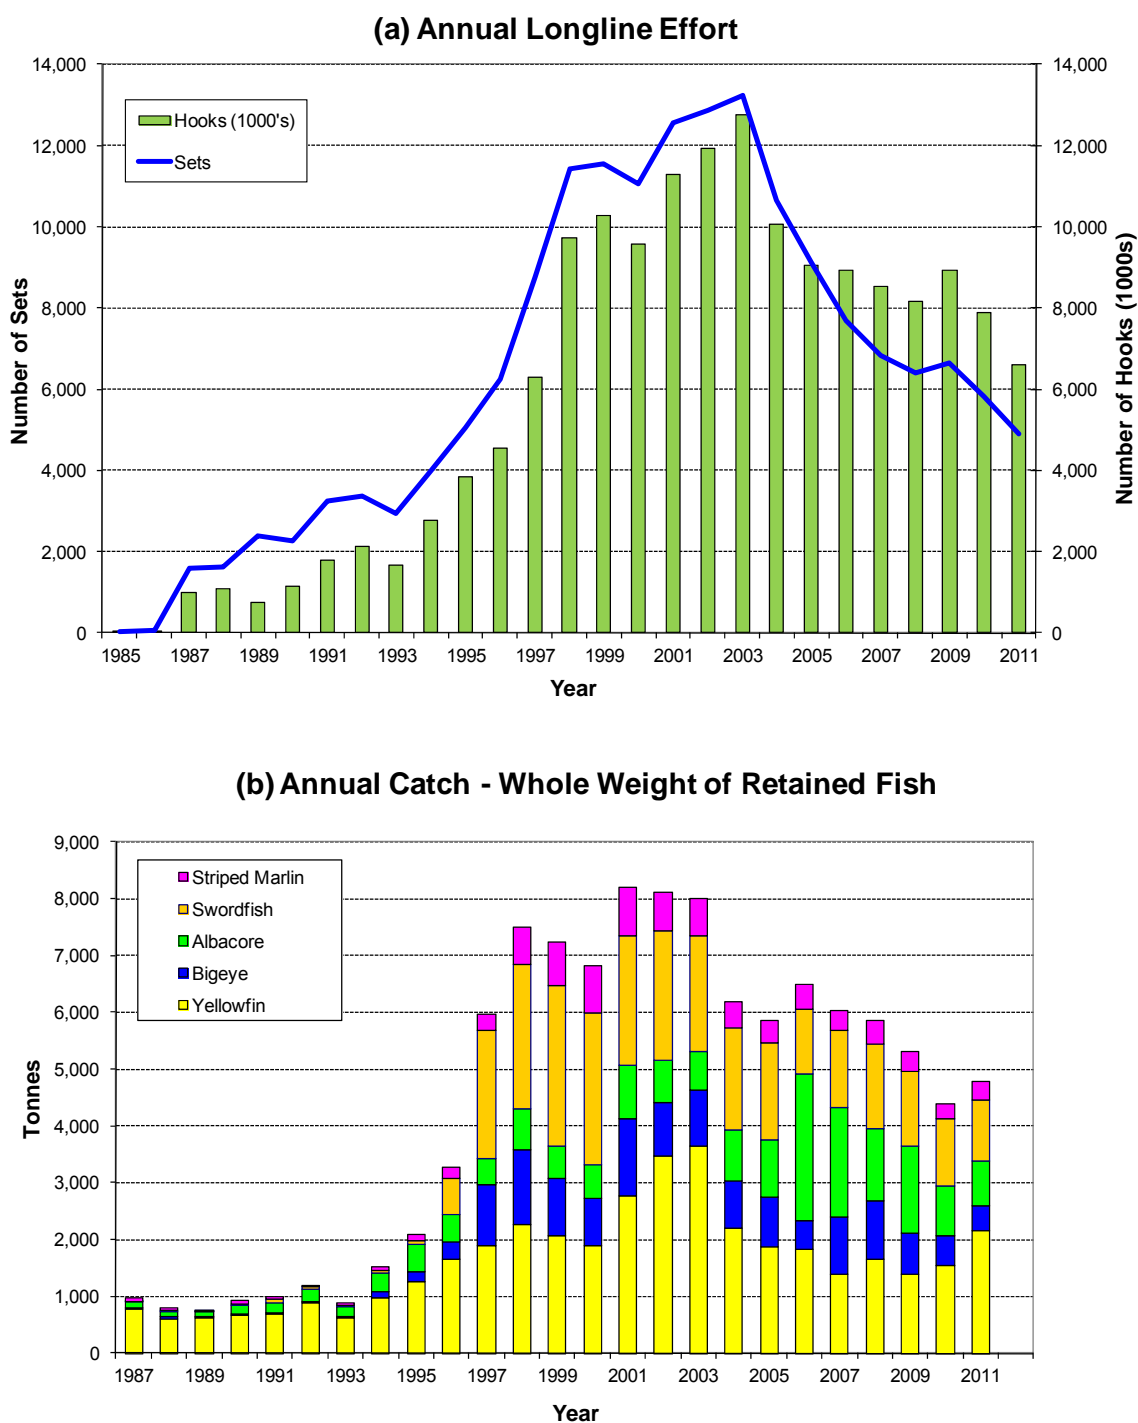 (a) Annual Longline Effort
14,000
12,000
10,000
8,000
6,000
4,000
2,000
0
Number of Sets
Hooks (1000's)
Sets
14,000
12,000
10,000
8,000
6,000
4,000
2,000
0
Number of Hooks (1000s)
1985 1987 1989 1991 1993 1995 1997 1999 2001 2003 2005 2007 2009 2011
Year
(b) Annual Catch - Whole Weight of Retained Fish
9,000
8,000
7,000
6,000
5,000
4,000
3,000
2,000
1,000
0
Tonnes
Striped Marlin
Swordfish
Albacore
Bigeye
Yellowfin
1987 1989 1991 1993 1995 1997 1999 2001 2003 2005 2007 2009 2011
Year